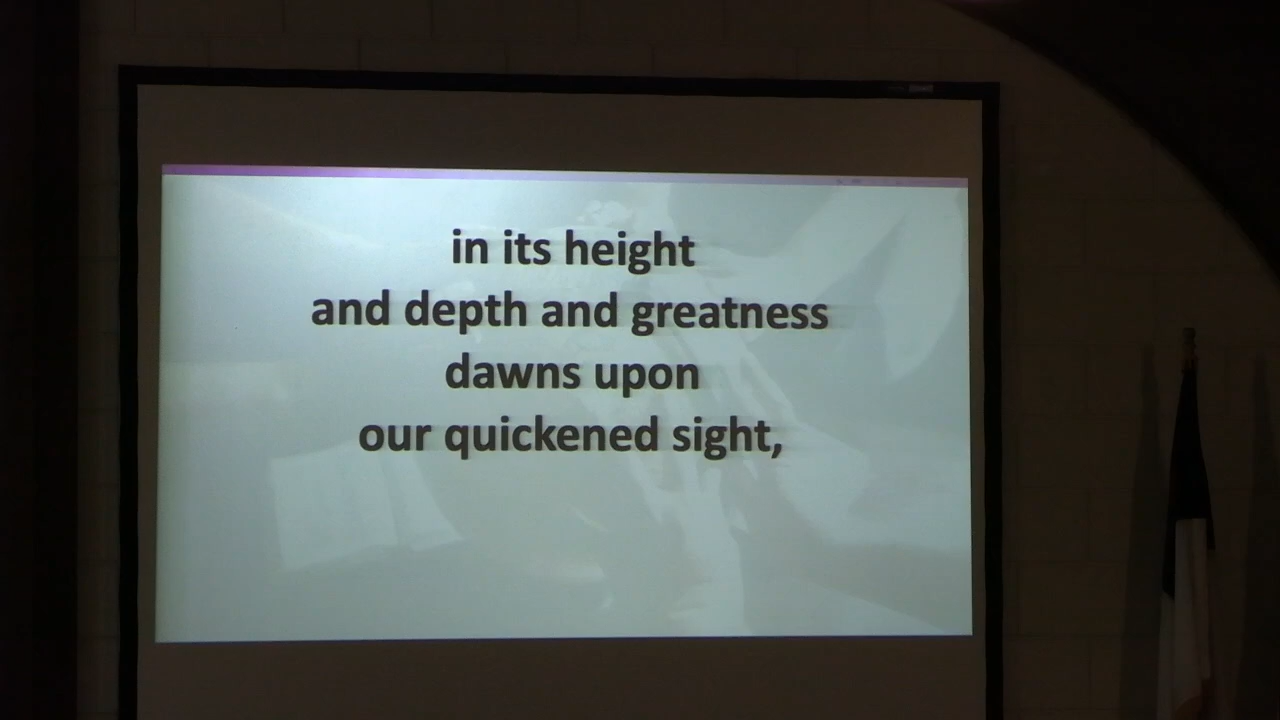 in its height
and depth and greatness
dawns upon
our quickened sight,